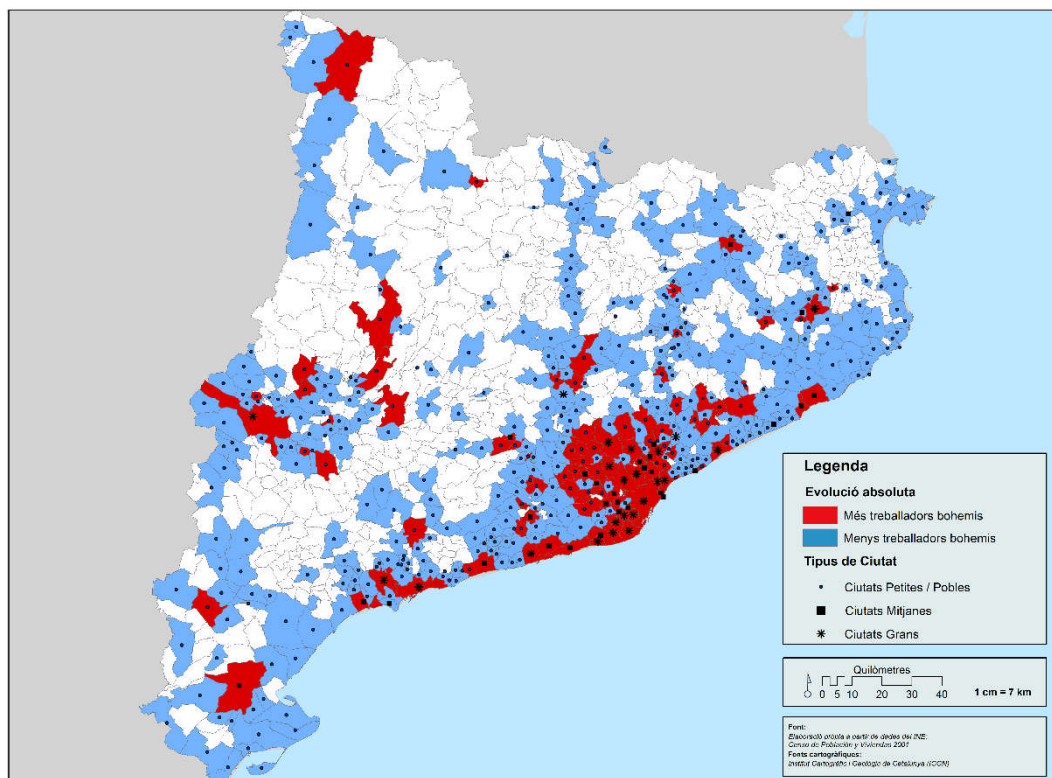 Legenda
Evolució absoluta
Més treballadors bohemis
Menys treballadors bohemis
Tipus de Ciutat
Ciutats Petites / Pobles
Ciutats Mitjanes
Ciutats Grans
Quilòmetres
0 5 10 20 30 40
1 cm = 7 km
Font:
Elaboració pròpia a partir de dades del INE:
Censo de Población y Viviendas 2001
Fonts cartogràfiques:
Institut Cartogràfic i Geològic de Catalunya (ICGN)